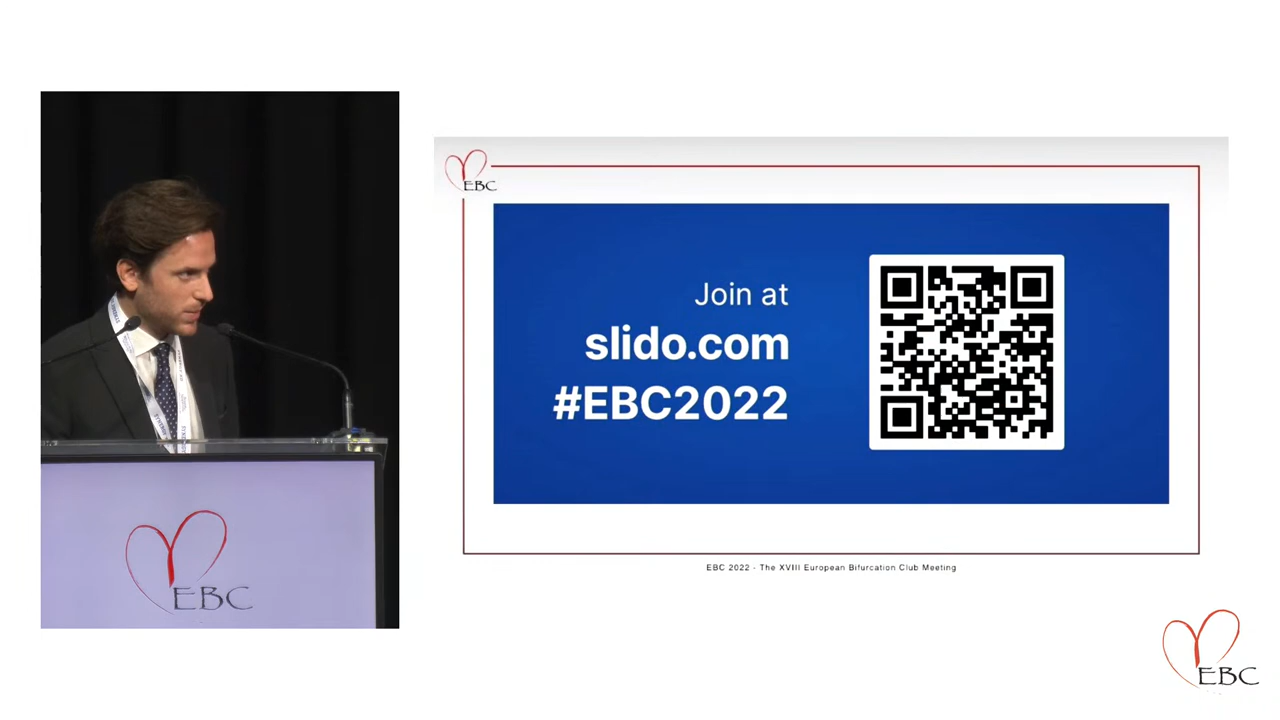 EBC
Join at
slido.com
#EBC2022
EBC 2022 - The XVIII European Bifurcation Club Meeting
EBC
EBC